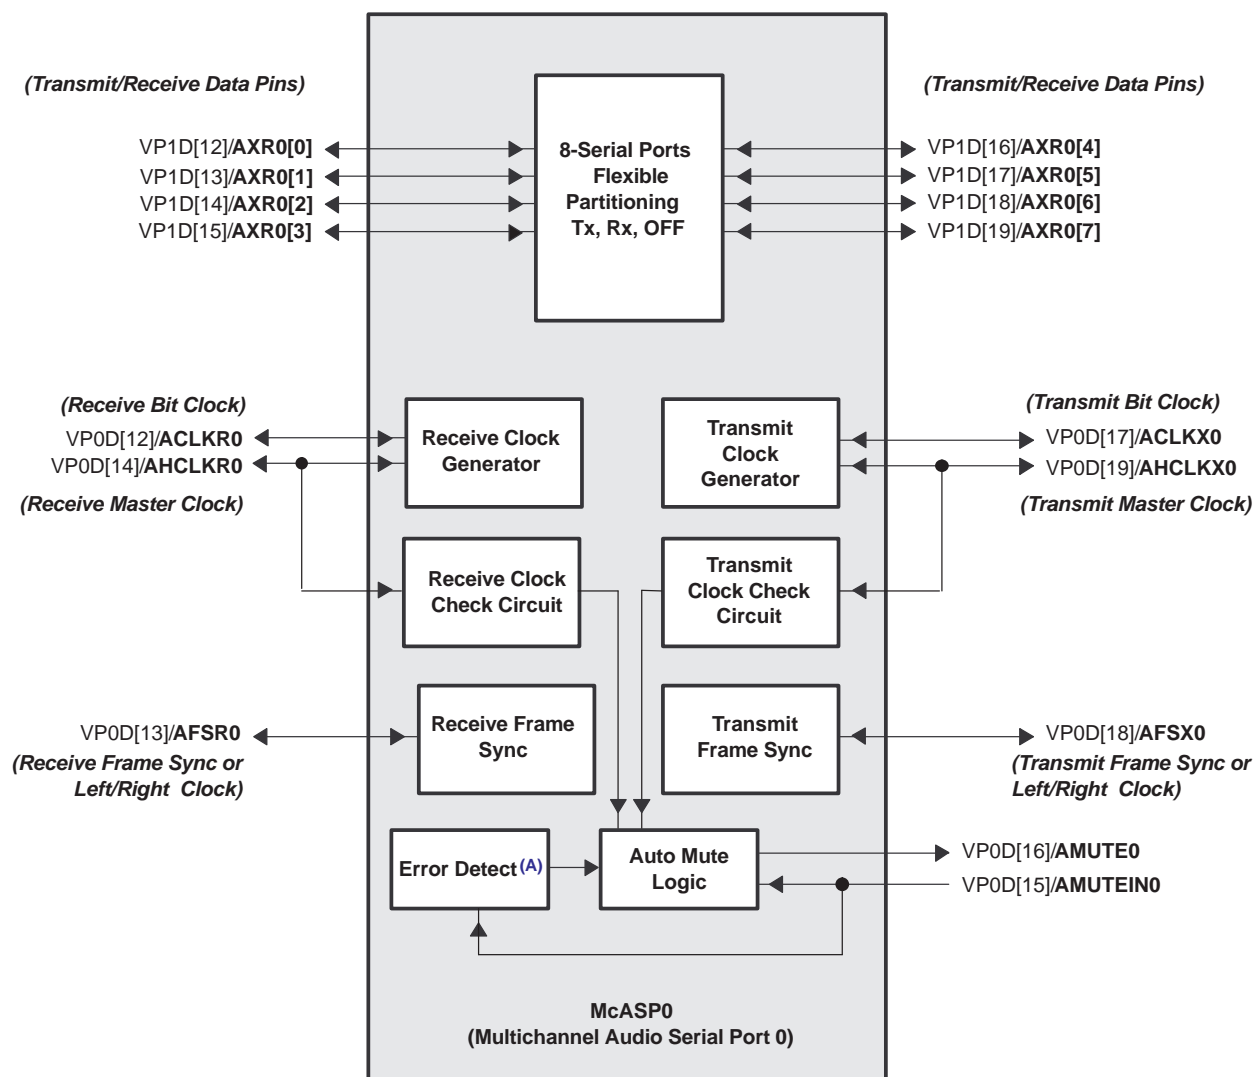 (Transmit/Receive Data Pins)
VP1D[12]/AXR0[0]
VP1D[13]/AXR0[1]
VP1D[14]/AXR0[2]
VP1D[15]/AXR0[3]
8-Serial Ports
Flexible
Partitioning
Tx, Rx, OFF
(Transmit/Receive Data Pins)
VP1D[16]/AXR0[4]
VP1D[17]/AXR0[5]
VP1D[18]/AXR0[6]
VP1D[19]/AXR0[7]
(Receive Bit Clock)
VP0D[12]/ACLKR0
VP0D[14]/AHCLKR0
(Receive Master Clock)
Receive Clock
Generator
Transmit
Clock
Generator
(Transmit Bit Clock)
VP0D[17]/ACLKX0
VP0D[19]/AHCLKX0
(Transmit Master Clock)
Receive Clock
Check Circuit
Transmit
Clock Check
Circuit
VP0D[13]/AFSR0
(Receive Frame Sync or
Left/Right Clock)
Receive Frame
Sync
Transmit
Frame Sync
VP0D[18]/AFSX0
(Transmit Frame Sync or
Left/Right Clock)
Error Detect(A)
Auto Mute
Logic
VP0D[16]/AMUTE0
VP0D[15]/AMUTEIN0
McASP0
(Multichannel Audio Serial Port 0)